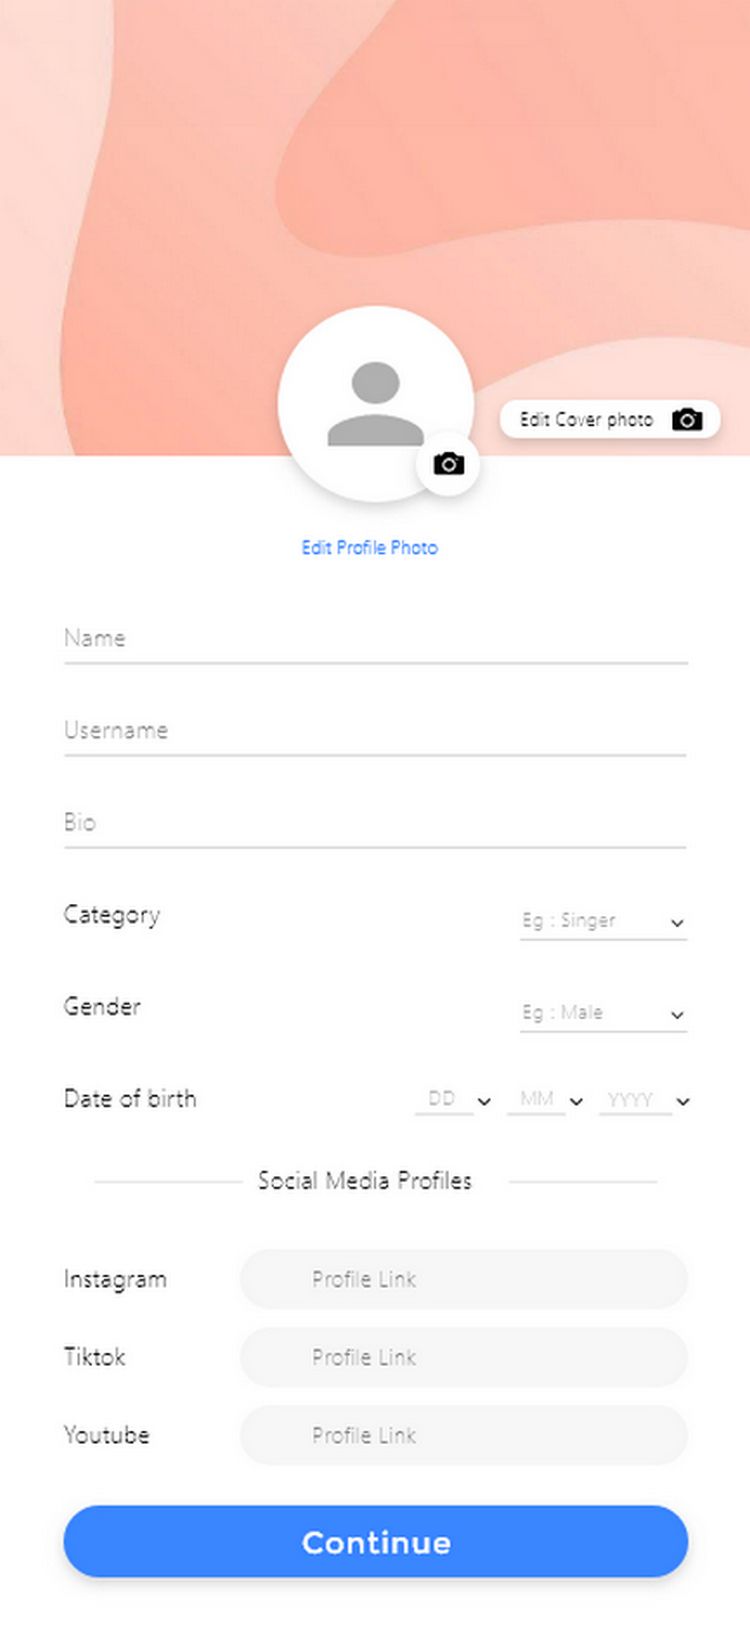 Edit Cover photo
Edit Profile Photo
Name
Username
Bio
Category Eg : Singer
Gender Eg : Male
Date of birth DD MM YYYY
Social Media Profiles
Instagram Profile Link
Tiktok Profile Link
Youtube Profile Link
Continue